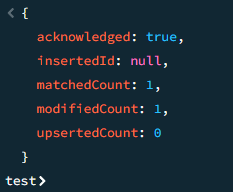 < {
acknowledged: true,
insertedId: null,
matchedCount: 1,
modifiedCount: 1,
upsertedCount: 0
}
test>